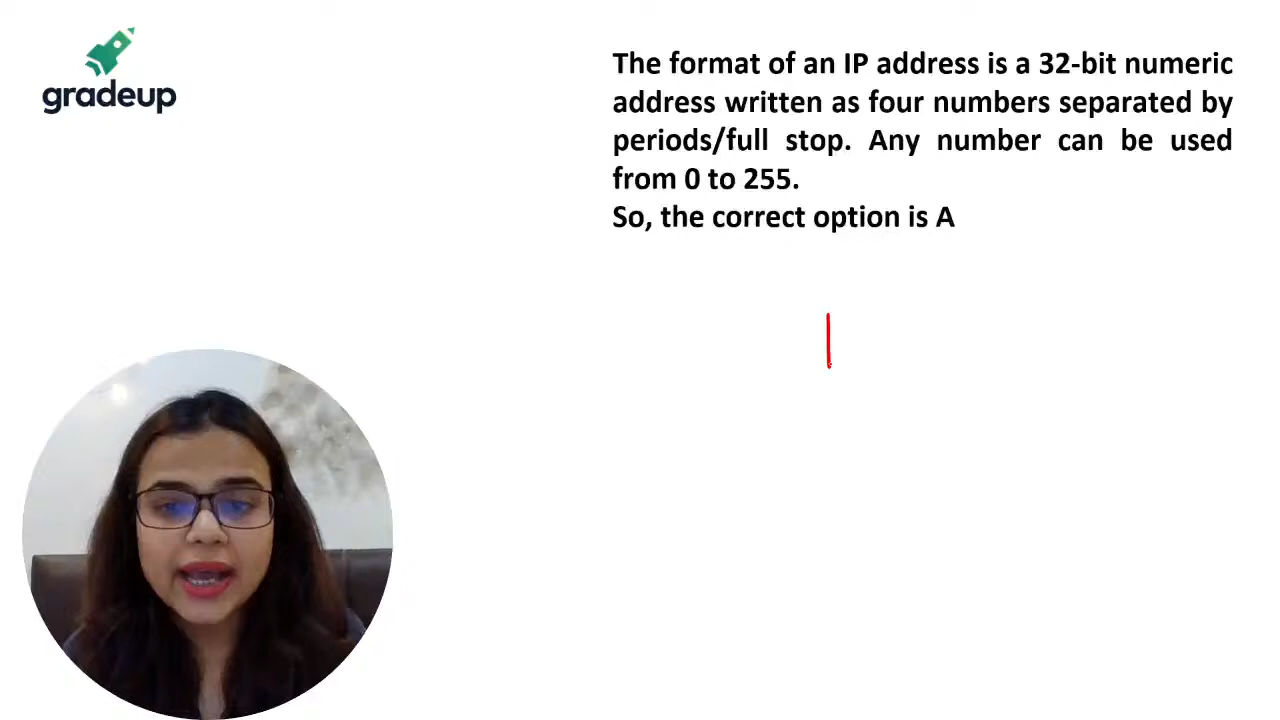 gradeup
The format of an IP address is a 32-bit numeric
address written as four numbers separated by
periods/full stop. Any number can be used
from 0 to 255.
So, the correct option is A